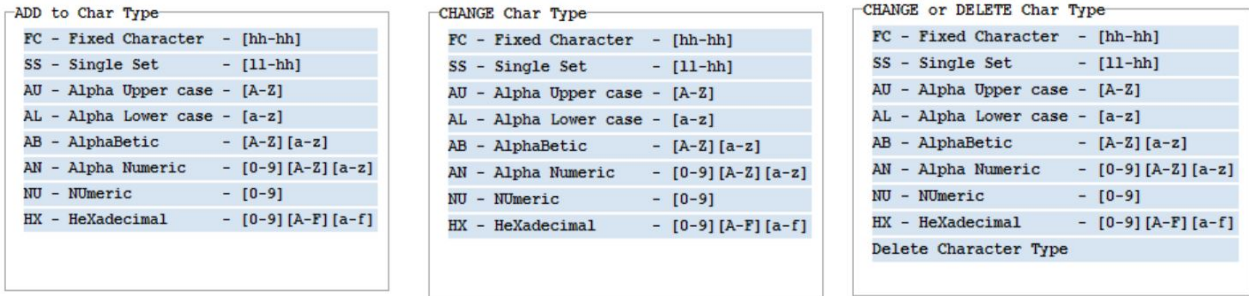 ADD to Char Type
FC - Fixed Character - [hh-hh]
SS - Single Set - [ll-hh]
AU - Alpha Upper case - [A-Z]
AL - Alpha Lower case - [a-z]
AB - AlphaBetic - [A-Z][a-z]
AN - Alpha Numeric - [0-9][A-Z][a-z]
NU - NUmeric - [0-9]
HX - HeXadecimal - [0-9][A-F][a-f]
CHANGE Char Type
FC - Fixed Character - [hh-hh]
SS - Single Set - [ll-hh]
AU - Alpha Upper case - [A-Z]
AL - Alpha Lower case - [a-z]
AB - AlphaBetic - [A-Z][a-z]
AN - Alpha Numeric - [0-9][A-Z][a-z]
NU - NUmeric - [0-9]
HX - HeXadecimal - [0-9][A-F][a-f]
CHANGE or DELETE Char Type
FC - Fixed Character - [hh-hh]
SS - Single Set - [ll-hh]
AU - Alpha Upper case - [A-Z]
AL - Alpha Lower case - [a-z]
AB - AlphaBetic - [A-Z][a-z]
AN - Alpha Numeric - [0-9][A-Z][a-z]
NU - NUmeric - [0-9]
HX - HeXadecimal - [0-9][A-F][a-f]
Delete Character Type